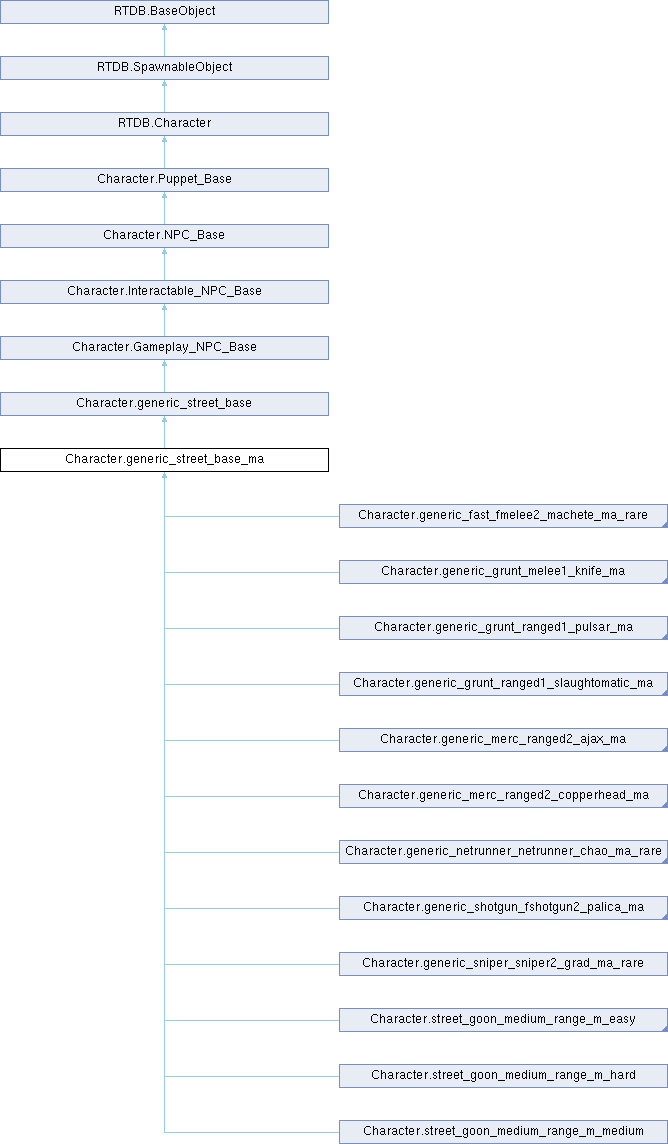 RTDB.BaseObject
RTDB.SpawnableObject
RTDB.Character
Character.Puppet_Base
Character.NPC_Base
Character.Interactable_NPC_Base
Character.Gameplay_NPC_Base
Character.generic_street_base
Character.generic_street_base_ma
Character.generic_fast_fmelee2_machete_ma_rare
Character.generic_grunt_melee1_knife_ma
Character.generic_grunt_ranged1_pulsar_ma
Character.generic_grunt_ranged1_slaughtomatic_ma
Character.generic_merc_ranged2_ajax_ma
Character.generic_merc_ranged2_copperhead_ma
Character.generic_netrunner_netrunner_chao_ma_rare
Character.generic_shotgun_fshotgun2_palica_ma
Character.generic_sniper_sniper2_grad_ma_rare
Character.street_goon_medium_range_m_easy
Character.street_goon_medium_range_m_hard
Character.street_goon_medium_range_m_medium